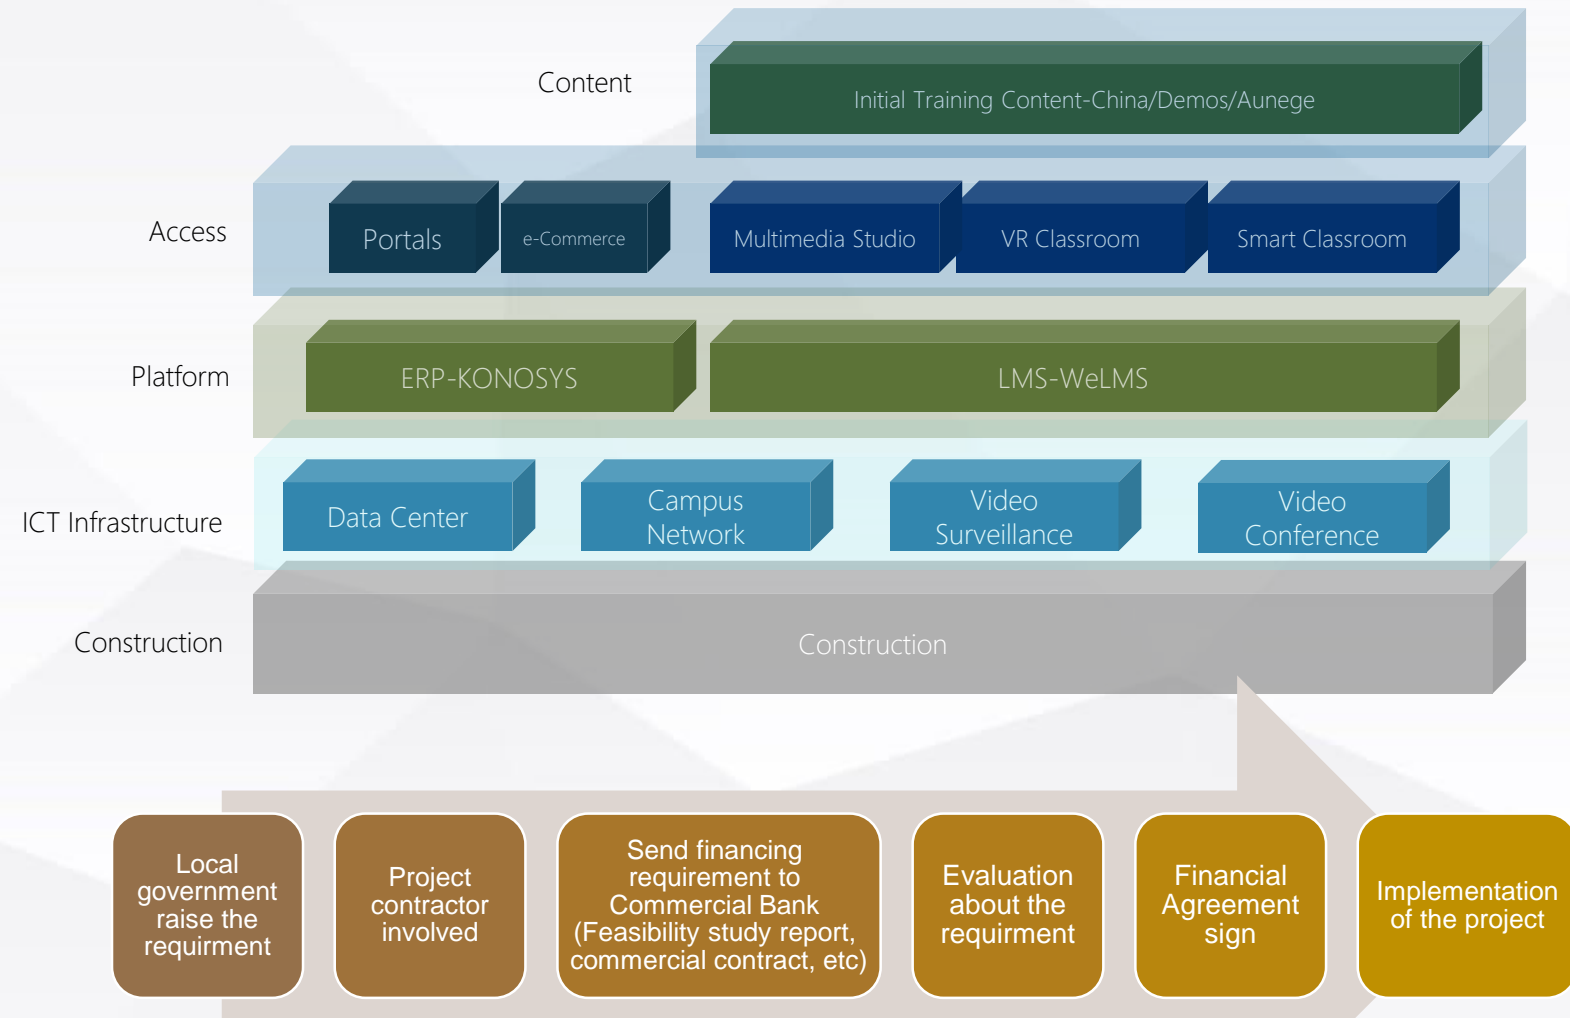 Content
Initial Training Content-China/Demos/Aunege
Access
Portals
e-Commerce
Multimedia Studio
VR Classroom
Smart Classroom
Platform
ERP-KONOSYS
LMS-WeLMS
ICT Infrastructure
Data Center
Campus
Network
Video
Surveillance
Video
Conference
Construction
Construction
Local
government
raise the
requirment
Project
contractor
involved
Send financing
requirement to
Commercial Bank
(Feasibility study report,
commercial contract, etc)
Evaluation
about the
requirment
Financial
Agreement
sign
Implementation
of the project